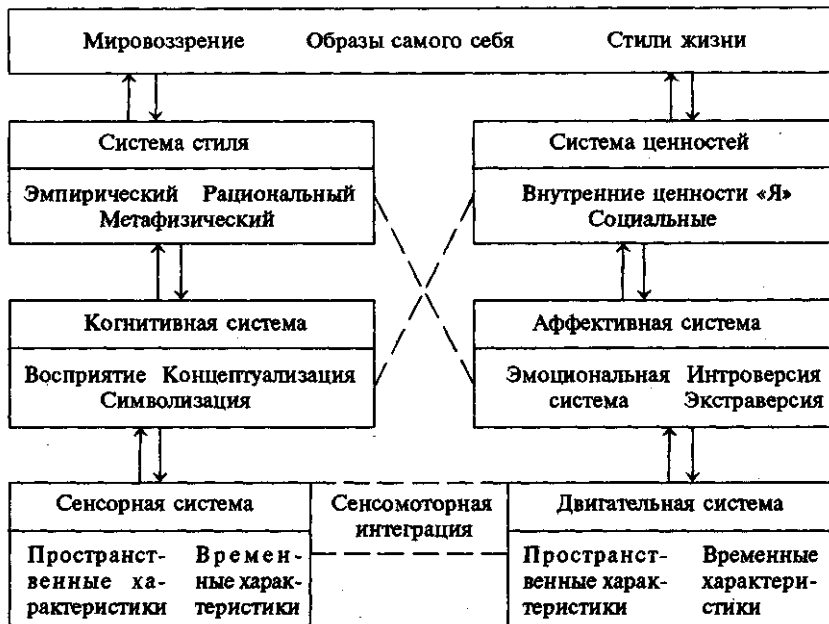 Мировоззрение Образы самого себя Стили жизни
Система стиля
Эмпирический Рациональный
Метафизический
Система ценностей
Внутренние ценности «Я»
Социальные
Когнитивная система
Восприятие Концептуализация
Символизация
Аффективная система
Эмоциональная Интроверсия
система Экстраверсия
Сенсорная система
Пространст- Времен-
венные ха- ные харак-
рактеристики теристики
Сенсомоторная
интеграция
Двигательная система
Пространст- Временные
венные харак- характери-
теристики стики